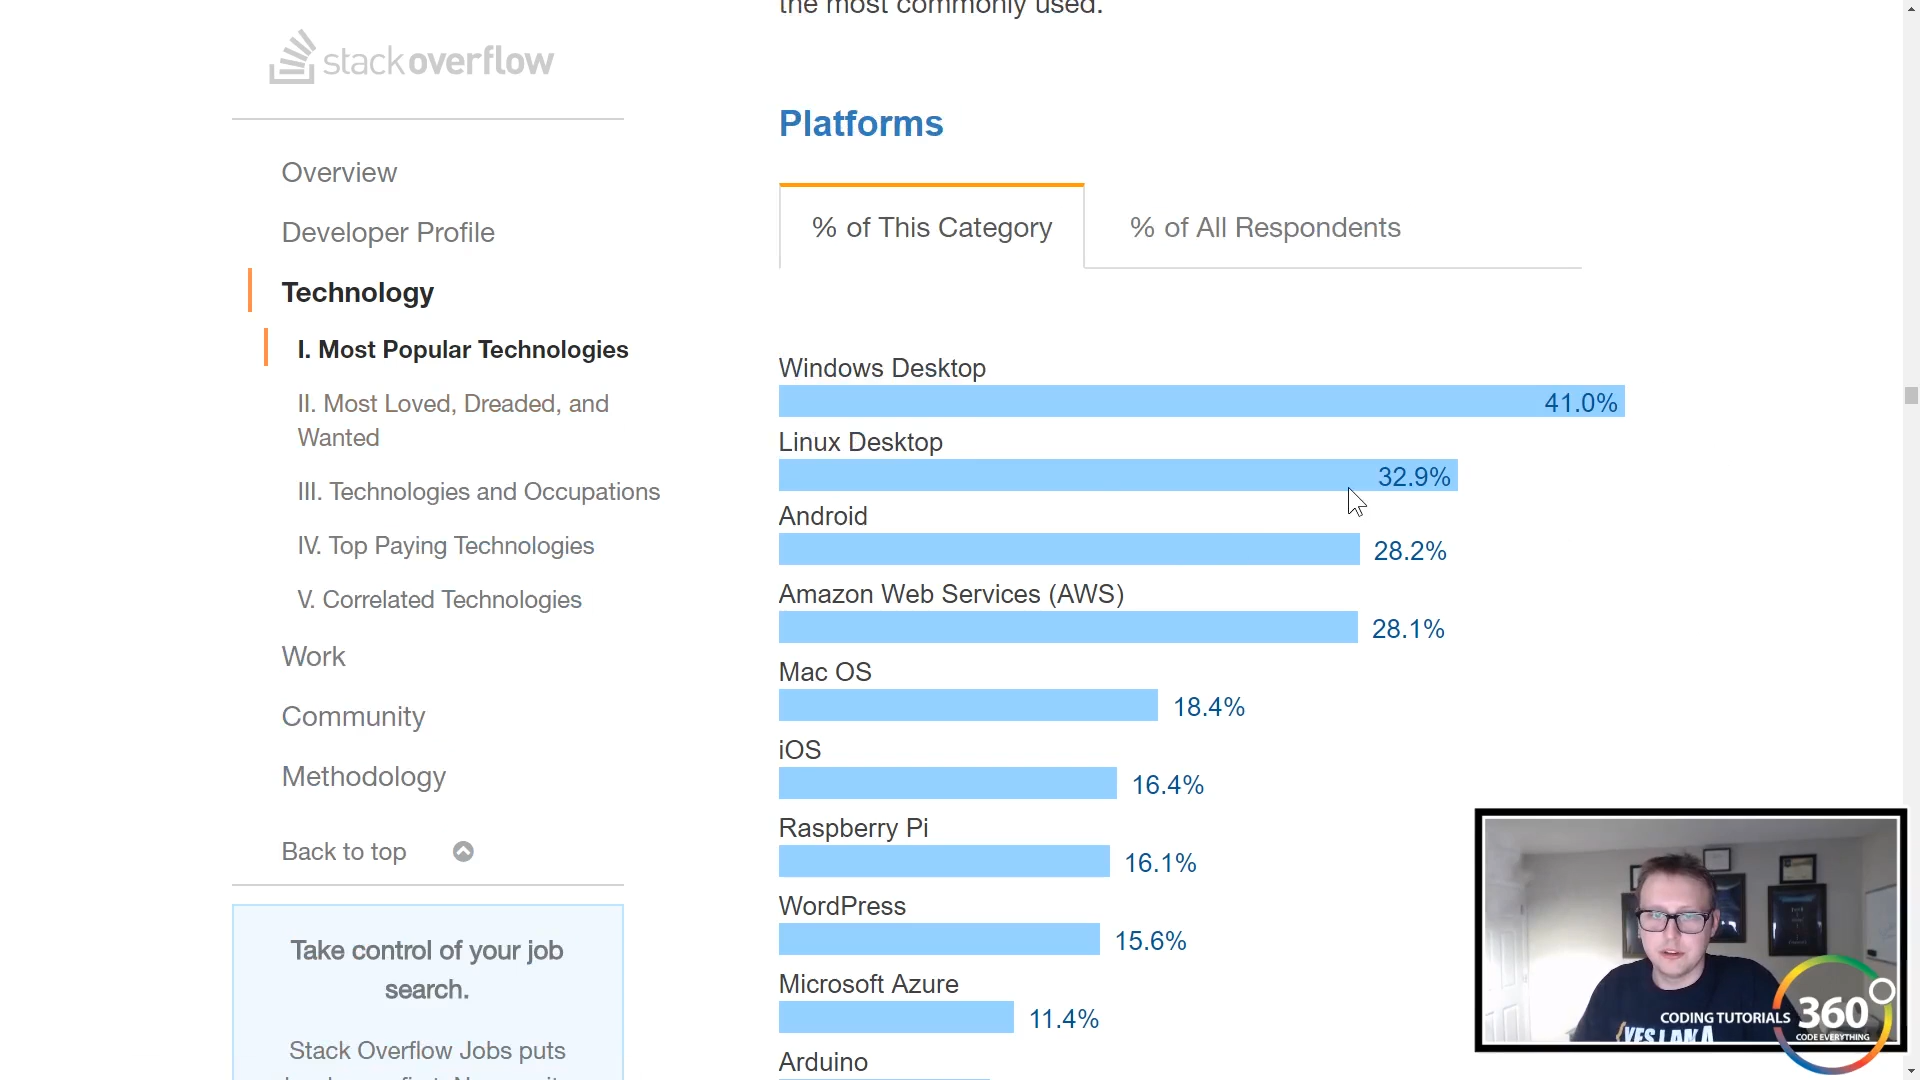 the most commonly used.
stackoverflow
Overview
Developer Profile
Technology
I. Most Popular Technologies
II. Most Loved, Dreaded, and
Wanted
III. Technologies and Occupations
IV. Top Paying Technologies
V. Correlated Technologies
Work
Community
Methodology
Back to top
Take control of your job
search.
Stack Overflow Jobs puts
Platforms
% of This Category
% of All Respondents
Windows Desktop
41.0%
Linux Desktop
32.9%
Android
28.2%
Amazon Web Services (AWS)
28.1%
Mac OS
18.4%
iOS
16.4%
Raspberry Pi
16.1%
WordPress
15.6%
Microsoft Azure
11.4%
Arduino
CODING TUTORIALS 360
CODE EVERYTHING